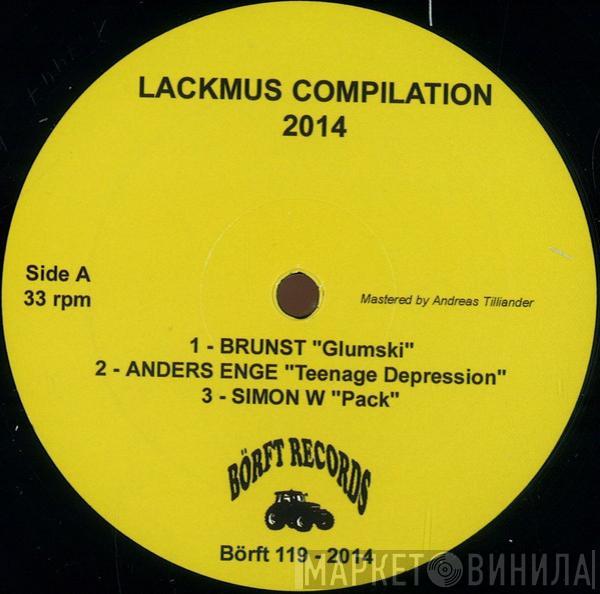 LACKMUS COMPILATION
2014
Side A
33 rpm
Mastered by Andreas Tilliander
1 - BRUNST "Glumski"
2 - ANDERS ENGE "Teenage Depression"
3 - SIMON W "Pack"
BÖRFT RECORDS
Börft 119 - 2014
МАРКЕТ ВИНИЛА